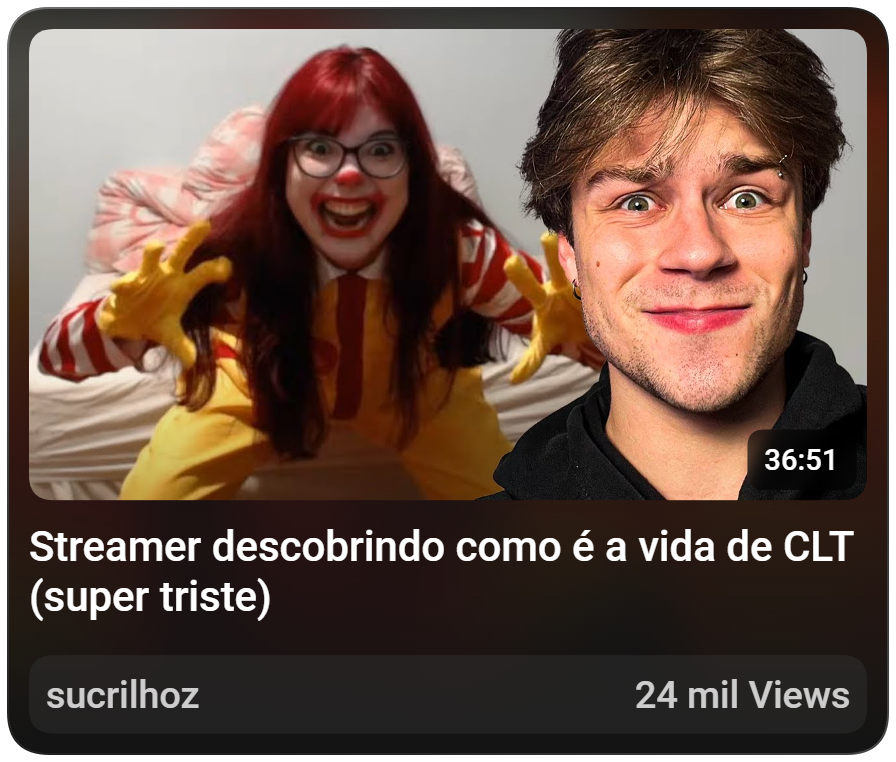 36:51
Streamer descobrindo como é a vida de CLT
(super triste)
sucrilhoz
24 mil Views